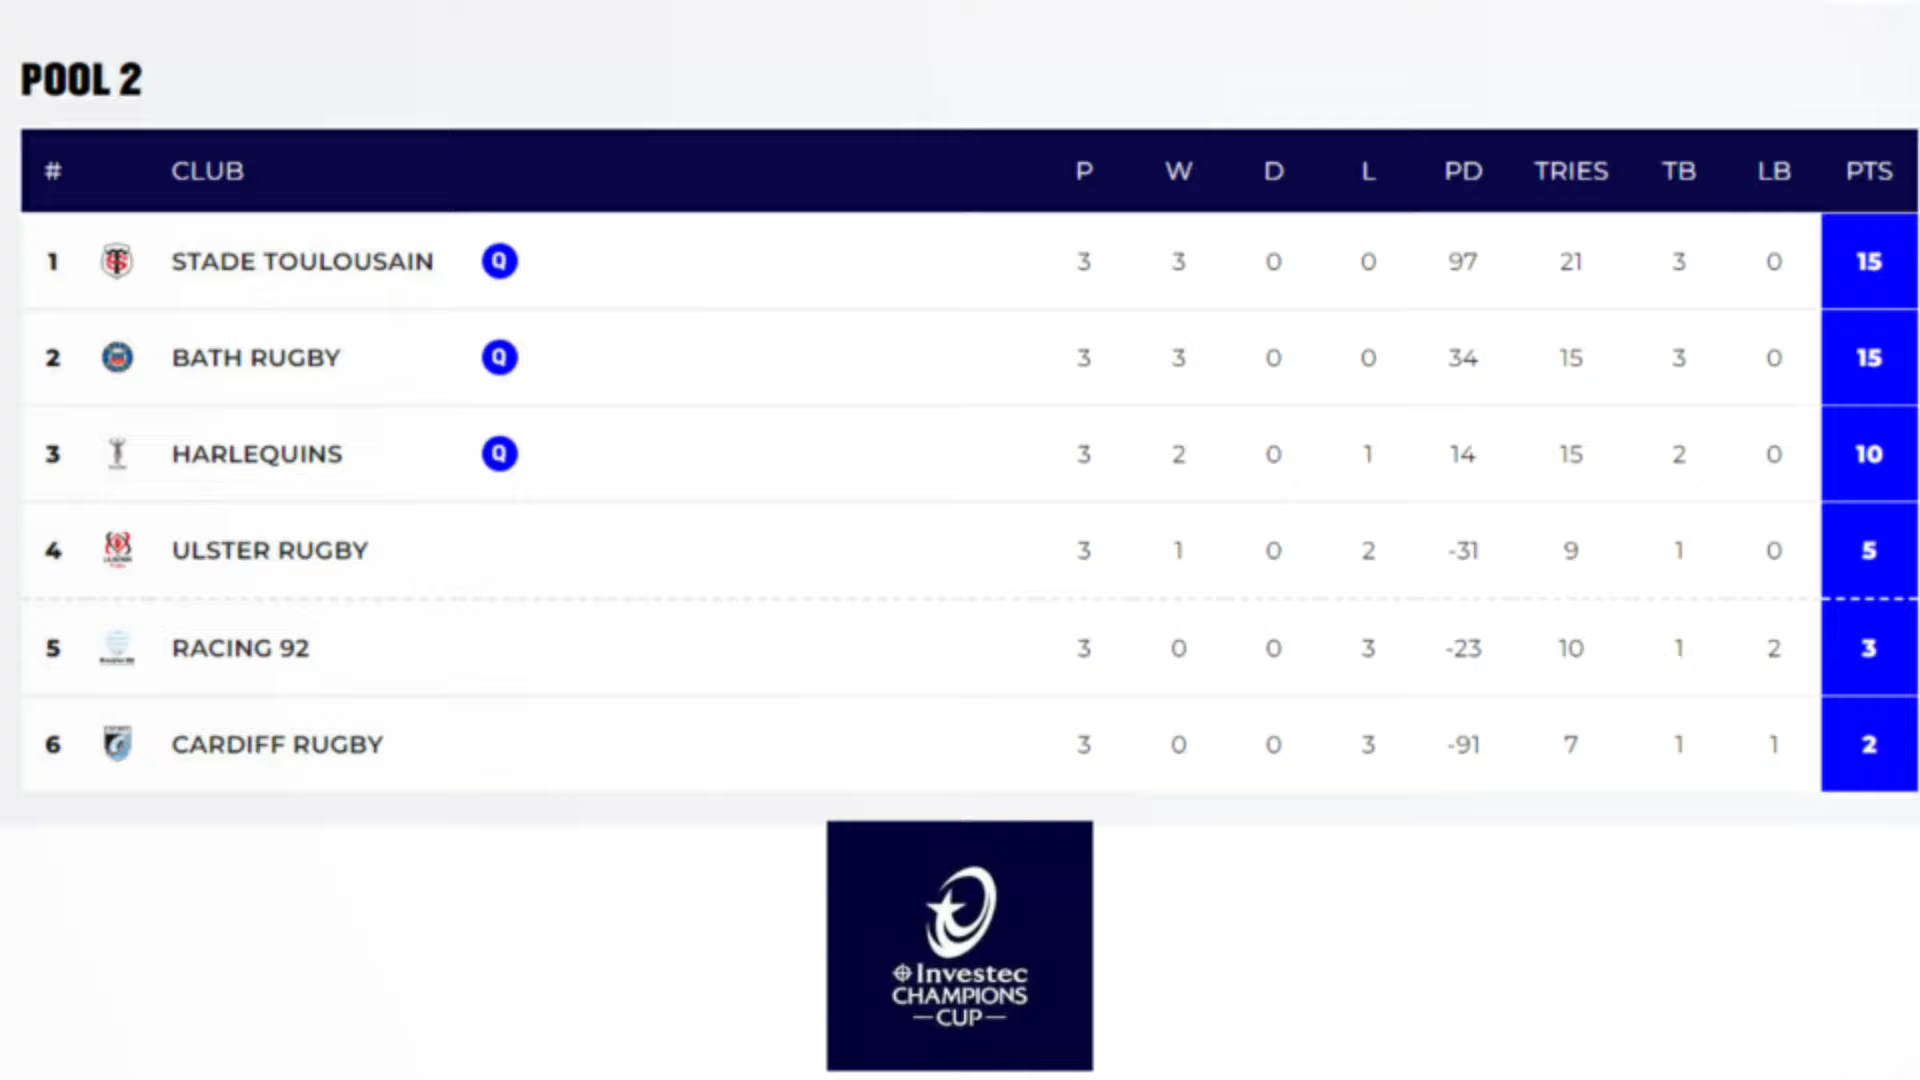 POOL 2
# CLUB P W D L PD TRIES TB LB PTS
1 STADE TOULOUSAIN Q 3 3 0 0 97 21 3 0 15
2 BATH RUGBY Q 3 3 0 0 34 15 3 0 15
3 HARLEQUINS Q 3 2 0 1 14 15 2 0 10
4 ULSTER RUGBY 3 1 0 2 -31 9 1 0 5
5 RACING 92 3 0 0 3 -23 10 1 2 3
6 CARDIFF RUGBY 3 0 0 3 -91 7 1 1 2
Investec
CHAMPIONS
CUP